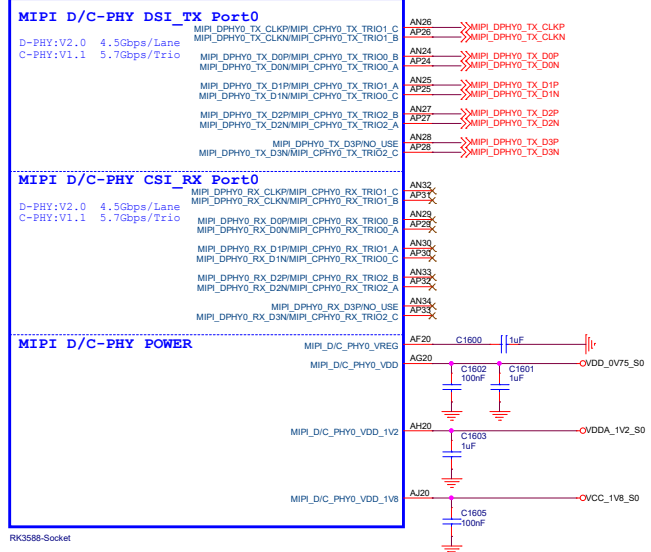 MIPI D/C-PHY DSI_TX Port0
MIPI_DPHY0_TX_CLKP/MIPI_CPHY0_TX_TRIO1_C AN26 MIPI_DPHY0_TX_CLKP
MIPI_DPHY0_TX_CLKN/MIPI_CPHY0_TX_TRIO1_B AP26 MIPI_DPHY0_TX_CLKN
D-PHY:V2.0 4.5Gbps/Lane
C-PHY:V1.1 5.7Gbps/Trio
MIPI_DPHY0_TX_D0P/MIPI_CPHY0_TX_TRIO0_B AN24 MIPI_DPHY0_TX_D0P
MIPI_DPHY0_TX_D0N/MIPI_CPHY0_TX_TRIO0_A AP24 MIPI_DPHY0_TX_D0N
MIPI_DPHY0_TX_D1P/MIPI_CPHY0_TX_TRIO1_A AN25 MIPI_DPHY0_TX_D1P
MIPI_DPHY0_TX_D1N/MIPI_CPHY0_TX_TRIO0_C AP25 MIPI_DPHY0_TX_D1N
MIPI_DPHY0_TX_D2P/MIPI_CPHY0_TX_TRIO2_B AN27 MIPI_DPHY0_TX_D2P
MIPI_DPHY0_TX_D2N/MIPI_CPHY0_TX_TRIO2_A AP27 MIPI_DPHY0_TX_D2N
MIPI_DPHY0_TX_D3P/NO_USE AN28 MIPI_DPHY0_TX_D3P
MIPI_DPHY0_TX_D3N/MIPI_CPHY0_TX_TRIO2_C AP28 MIPI_DPHY0_TX_D3N
MIPI D/C-PHY CSI_RX Port0
MIPI_DPHY0_RX_CLKP/MIPI_CPHY0_RX_TRIO1_C AN32
MIPI_DPHY0_RX_CLKN/MIPI_CPHY0_RX_TRIO1_B AP31
D-PHY:V2.0 4.5Gbps/Lane
C-PHY:V1.1 5.7Gbps/Trio
MIPI_DPHY0_RX_D0P/MIPI_CPHY0_RX_TRIO0_B AN29
MIPI_DPHY0_RX_D0N/MIPI_CPHY0_RX_TRIO0_A AP29
MIPI_DPHY0_RX_D1P/MIPI_CPHY0_RX_TRIO1_A AN30
MIPI_DPHY0_RX_D1N/MIPI_CPHY0_RX_TRIO0_C AP30
MIPI_DPHY0_RX_D2P/MIPI_CPHY0_RX_TRIO2_B AN33
MIPI_DPHY0_RX_D2N/MIPI_CPHY0_RX_TRIO2_A AP32
MIPI_DPHY0_RX_D3P/NO_USE AN34
MIPI_DPHY0_RX_D3N/MIPI_CPHY0_RX_TRIO2_C AP33
MIPI D/C-PHY POWER
MIPI_D/C_PHY0_VREG AF20 C1600 1uF
MIPI_D/C_PHY0_VDD AG20 VDD_0V75_S0
C1602 C1601
100nF 1uF
MIPI_D/C_PHY0_VDD_1V2 AH20 VDDA_1V2_S0
C1603
1uF
MIPI_D/C_PHY0_VDD_1V8 AJ20 VCC_1V8_S0
C1605
100nF
RK3588-Socket